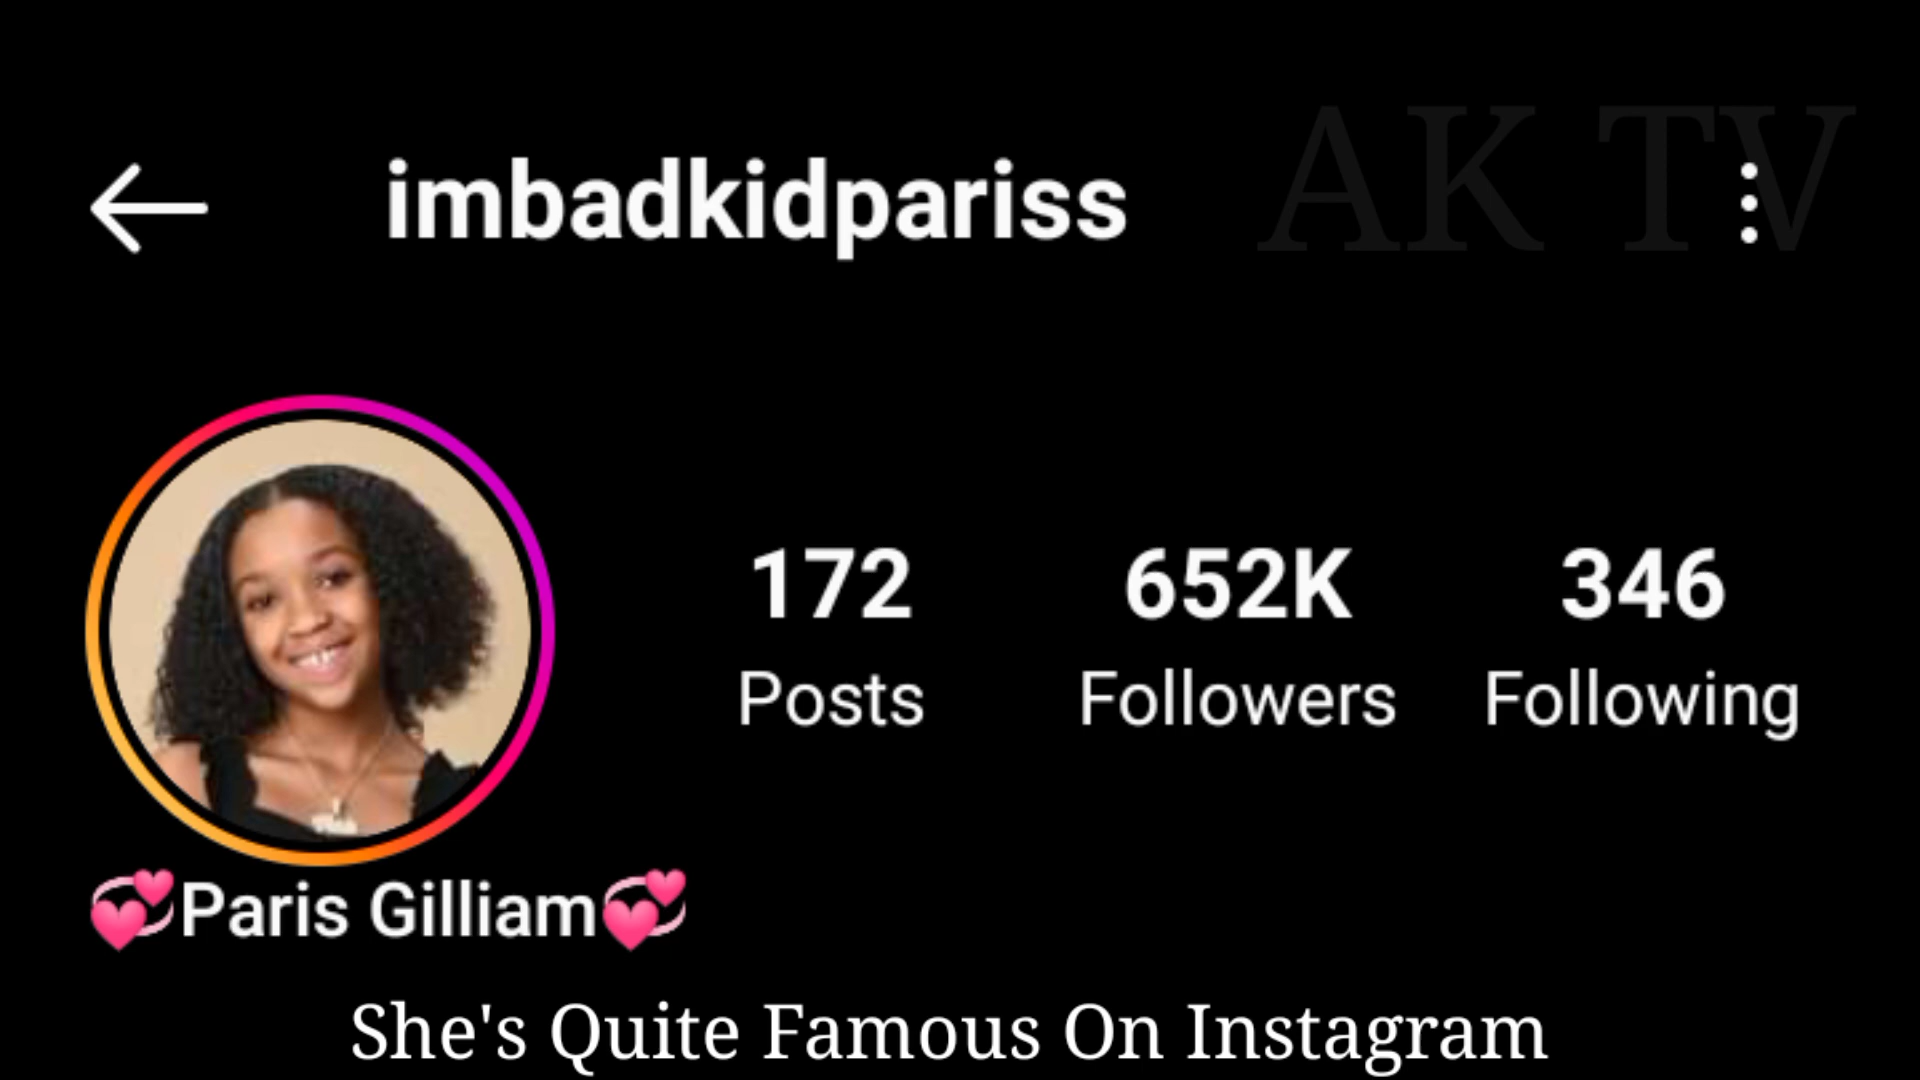 AK TV
imbadkidpariss
172 652K 346
Posts Followers Following
💞Paris Gilliam💞
She's Quite Famous On Instagram